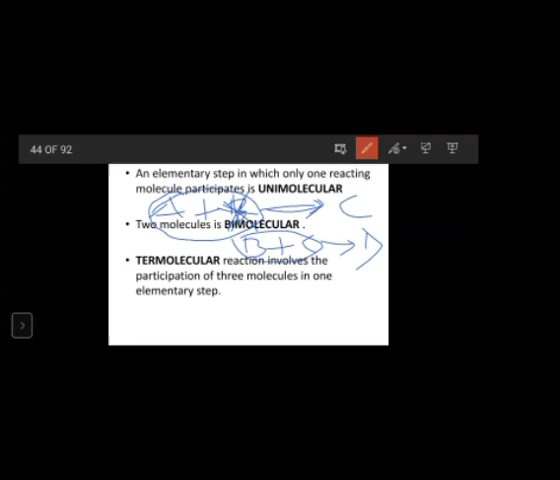 44 OF 92
• An elementary step in which only one reacting
molecule participates is UNIMOLECULAR
A + → C
• Two molecules is BIMOLECULAR .
B + → D
• TERMOLECULAR reaction involves the
participation of three molecules in one
elementary step.